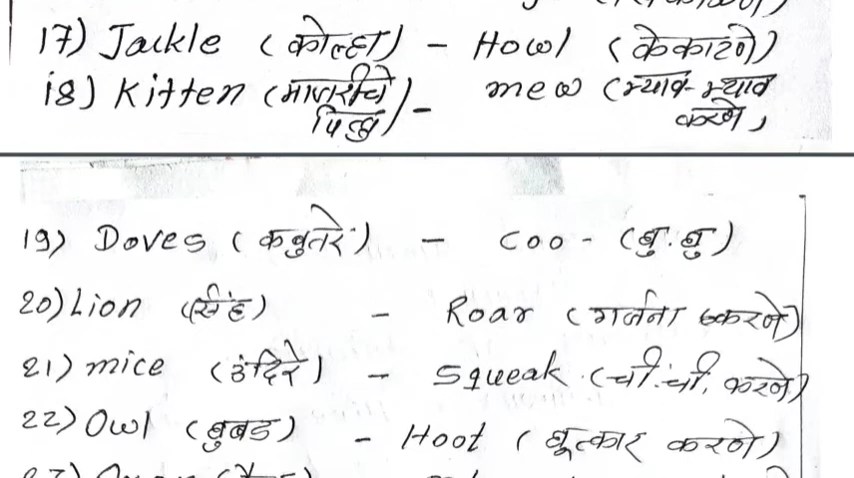 17) Jackle (कोल्हा) - Howl (केकाटणे)
18) Kitten (मांजरीचे - mew (म्याव-म्याव
पिल्लु) करणे,
19) Doves (कबुतरे) - coo - (घु.घु)
20) Lion (सिंह) - Roar (गर्जना करणे)
21) mice (उंदिरे) - Squeak (ची.ची. करणे)
22) Owl (घुबड) - Hoot (घूत्कार करणे)